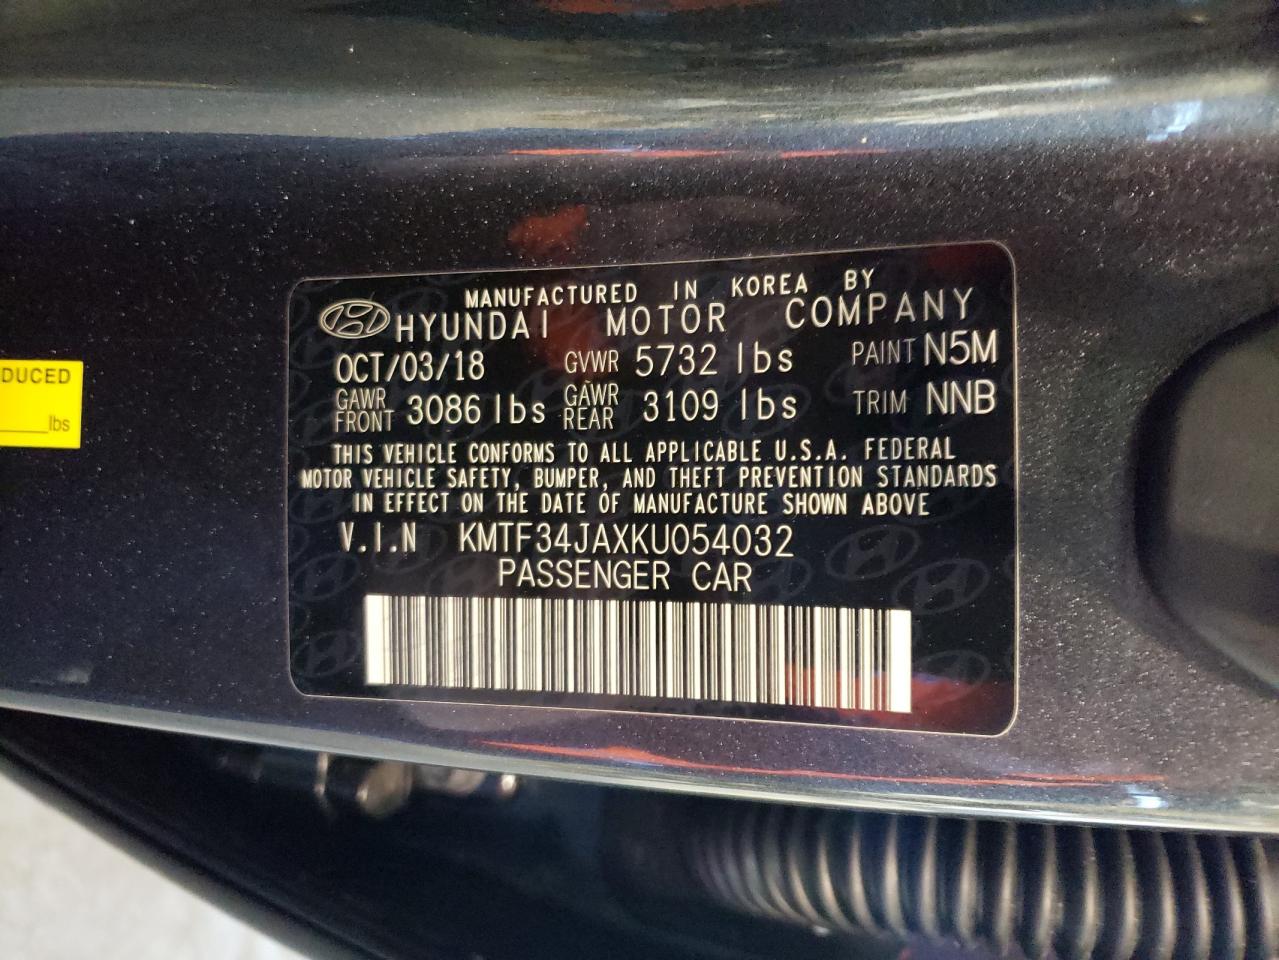 MANUFACTURED IN KOREA BY
HYUNDAI MOTOR COMPANY
OCT/03/18 GVWR 5732 lbs PAINT N5M
GAWR FRONT 3086 lbs GAWR REAR 3109 lbs TRIM NNB
THIS VEHICLE CONFORMS TO ALL APPLICABLE U.S.A. FEDERAL
MOTOR VEHICLE SAFETY, BUMPER, AND THEFT PREVENTION STANDARDS
IN EFFECT ON THE DATE OF MANUFACTURE SHOWN ABOVE
V.I.N KMTF34JAXKU054032
PASSENGER CAR
DUCED
lbs